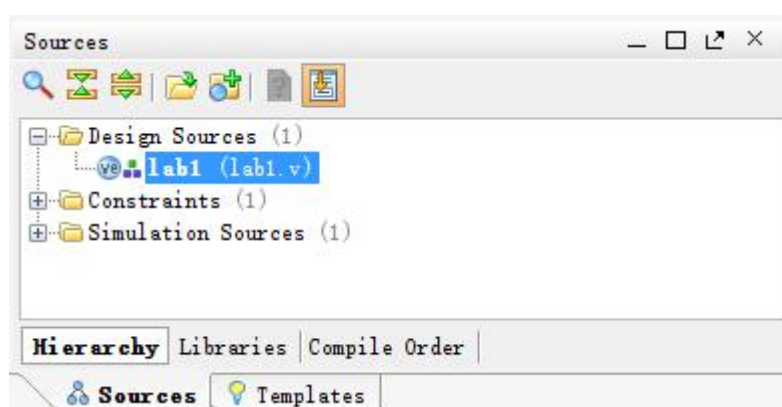 Sources
Design Sources (1)
lab1 (lab1.v)
Constraints (1)
Simulation Sources (1)
Hierarchy Libraries Compile Order
Sources Templates